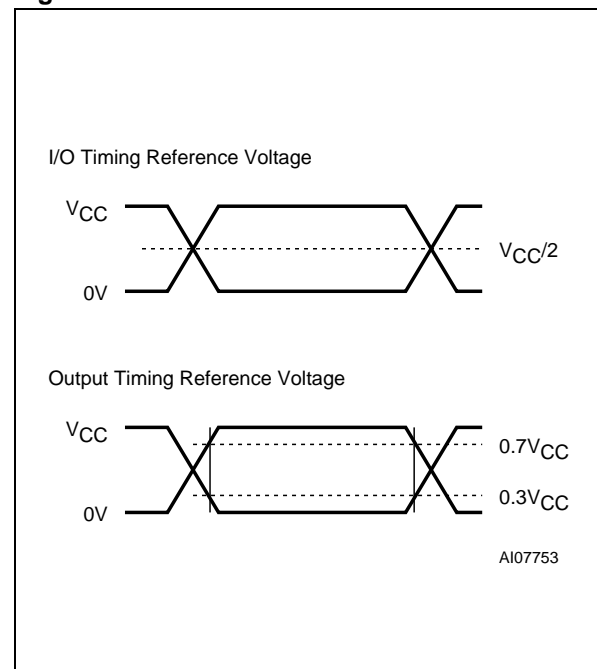 I/O Timing Reference Voltage
VCC
VCC/2
0V
Output Timing Reference Voltage
VCC
0.7VCC
0.3VCC
0V
AI07753